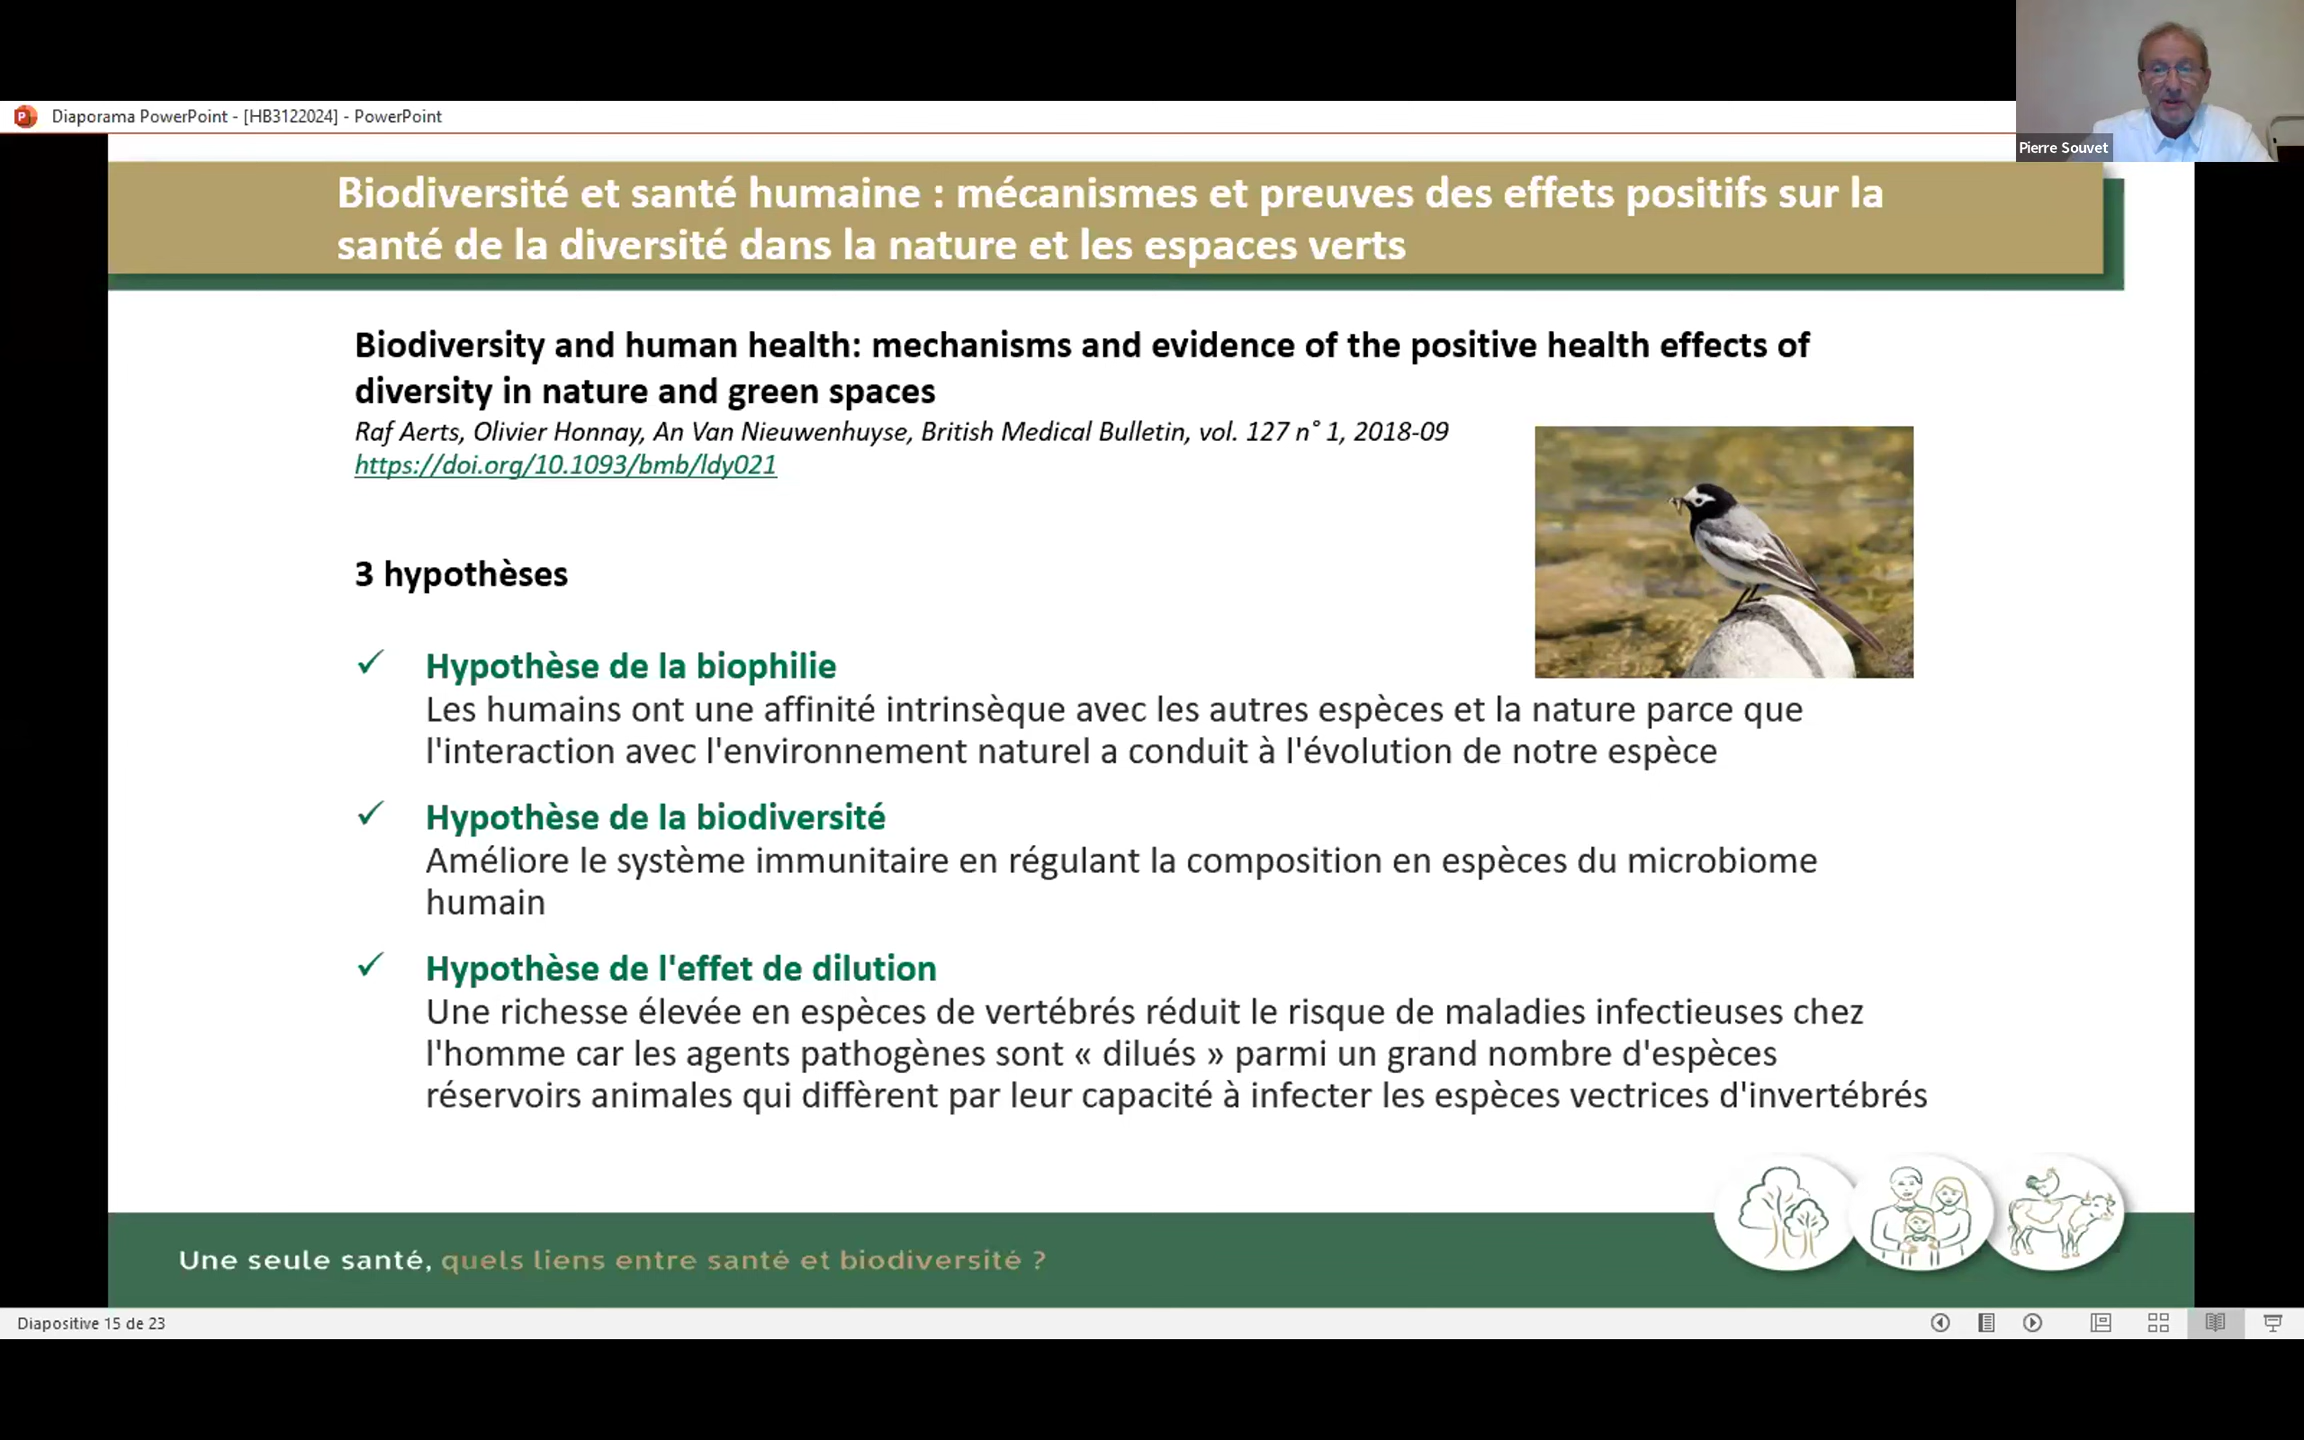 Pierre Souvet
Diaporama PowerPoint - [HB3122024] - PowerPoint
Biodiversité et santé humaine : mécanismes et preuves des effets positifs sur la
santé de la diversité dans la nature et les espaces verts
Biodiversity and human health: mechanisms and evidence of the positive health effects of
diversity in nature and green spaces
Raf Aerts, Olivier Honnay, An Van Nieuwenhuyse, British Medical Bulletin, vol. 127 n° 1, 2018-09
https://doi.org/10.1093/bmb/ldy021
3 hypothèses
✓ Hypothèse de la biophilie
Les humains ont une affinité intrinsèque avec les autres espèces et la nature parce que
l'interaction avec l'environnement naturel a conduit à l'évolution de notre espèce
✓ Hypothèse de la biodiversité
Améliore le système immunitaire en régulant la composition en espèces du microbiome
humain
✓ Hypothèse de l'effet de dilution
Une richesse élevée en espèces de vertébrés réduit le risque de maladies infectieuses chez
l'homme car les agents pathogènes sont « dilués » parmi un grand nombre d'espèces
réservoirs animales qui diffèrent par leur capacité à infecter les espèces vectrices d'invertébrés
Une seule santé, quels liens entre santé et biodiversité ?
Diapositive 15 de 23